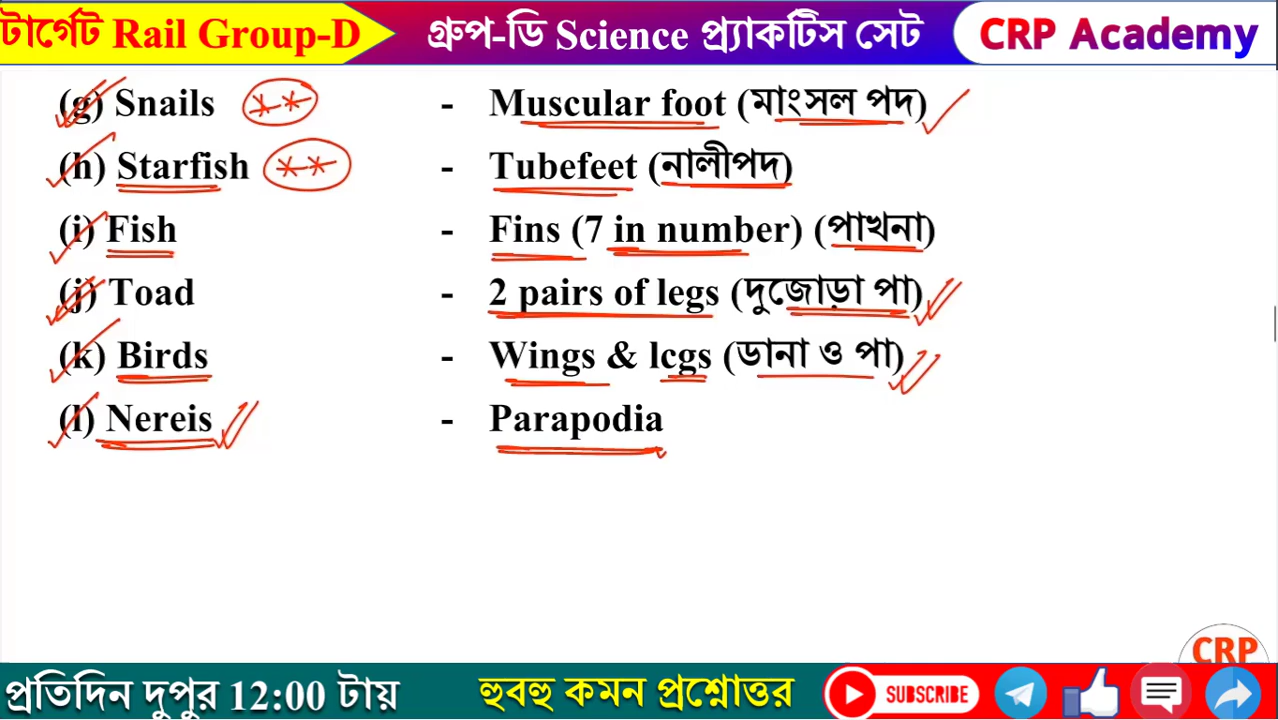 টার্গেট Rail Group-D
গ্রুপ-ডি Science প্র্যাকটিস সেট
CRP Academy
(g) Snails ** - Muscular foot (মাংসল পদ)
(h) Starfish ** - Tubefeet (নালীপদ)
(i) Fish - Fins (7 in number) (পাখনা)
(j) Toad - 2 pairs of legs (দুজোড়া পা)
(k) Birds - Wings & lcgs (ডানা ও পা)
(l) Nereis - Parapodia
CRP
প্রতিদিন দুপুর 12:00 টায়
হুবহু কমন প্রশ্নোত্তর
SUBSCRIBE